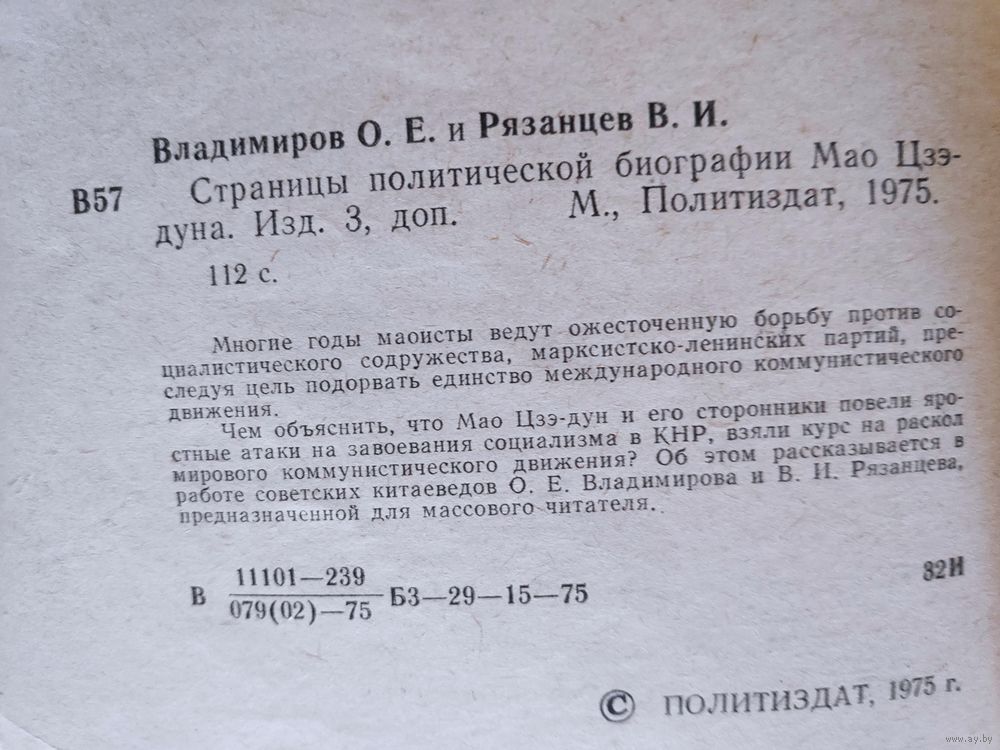 Владимиров О. Е. и Рязанцев В. И.
В57 Страницы политической биографии Мао Цзэ-
дуна. Изд. 3, доп. М., Политиздат, 1975.
112 с.
Многие годы маоисты ведут ожесточенную борьбу против со-
циалистического содружества, марксистско-ленинских партий, пре-
следуя цель подорвать единство международного коммунистического
движения.
Чем объяснить, что Мао Цзэ-дун и его сторонники повели яро-
стные атаки на завоевания социализма в КНР, взяли курс на раскол
мирового коммунистического движения? Об этом рассказывается в
работе советских китаеведов О. Е. Владимирова и В. И. Рязанцева,
предназначенной для массового читателя.
11101—239
В 079(02)—75 БЗ—29—15—75
32И
© ПОЛИТИЗДАТ, 1975 г.
www.ay.by